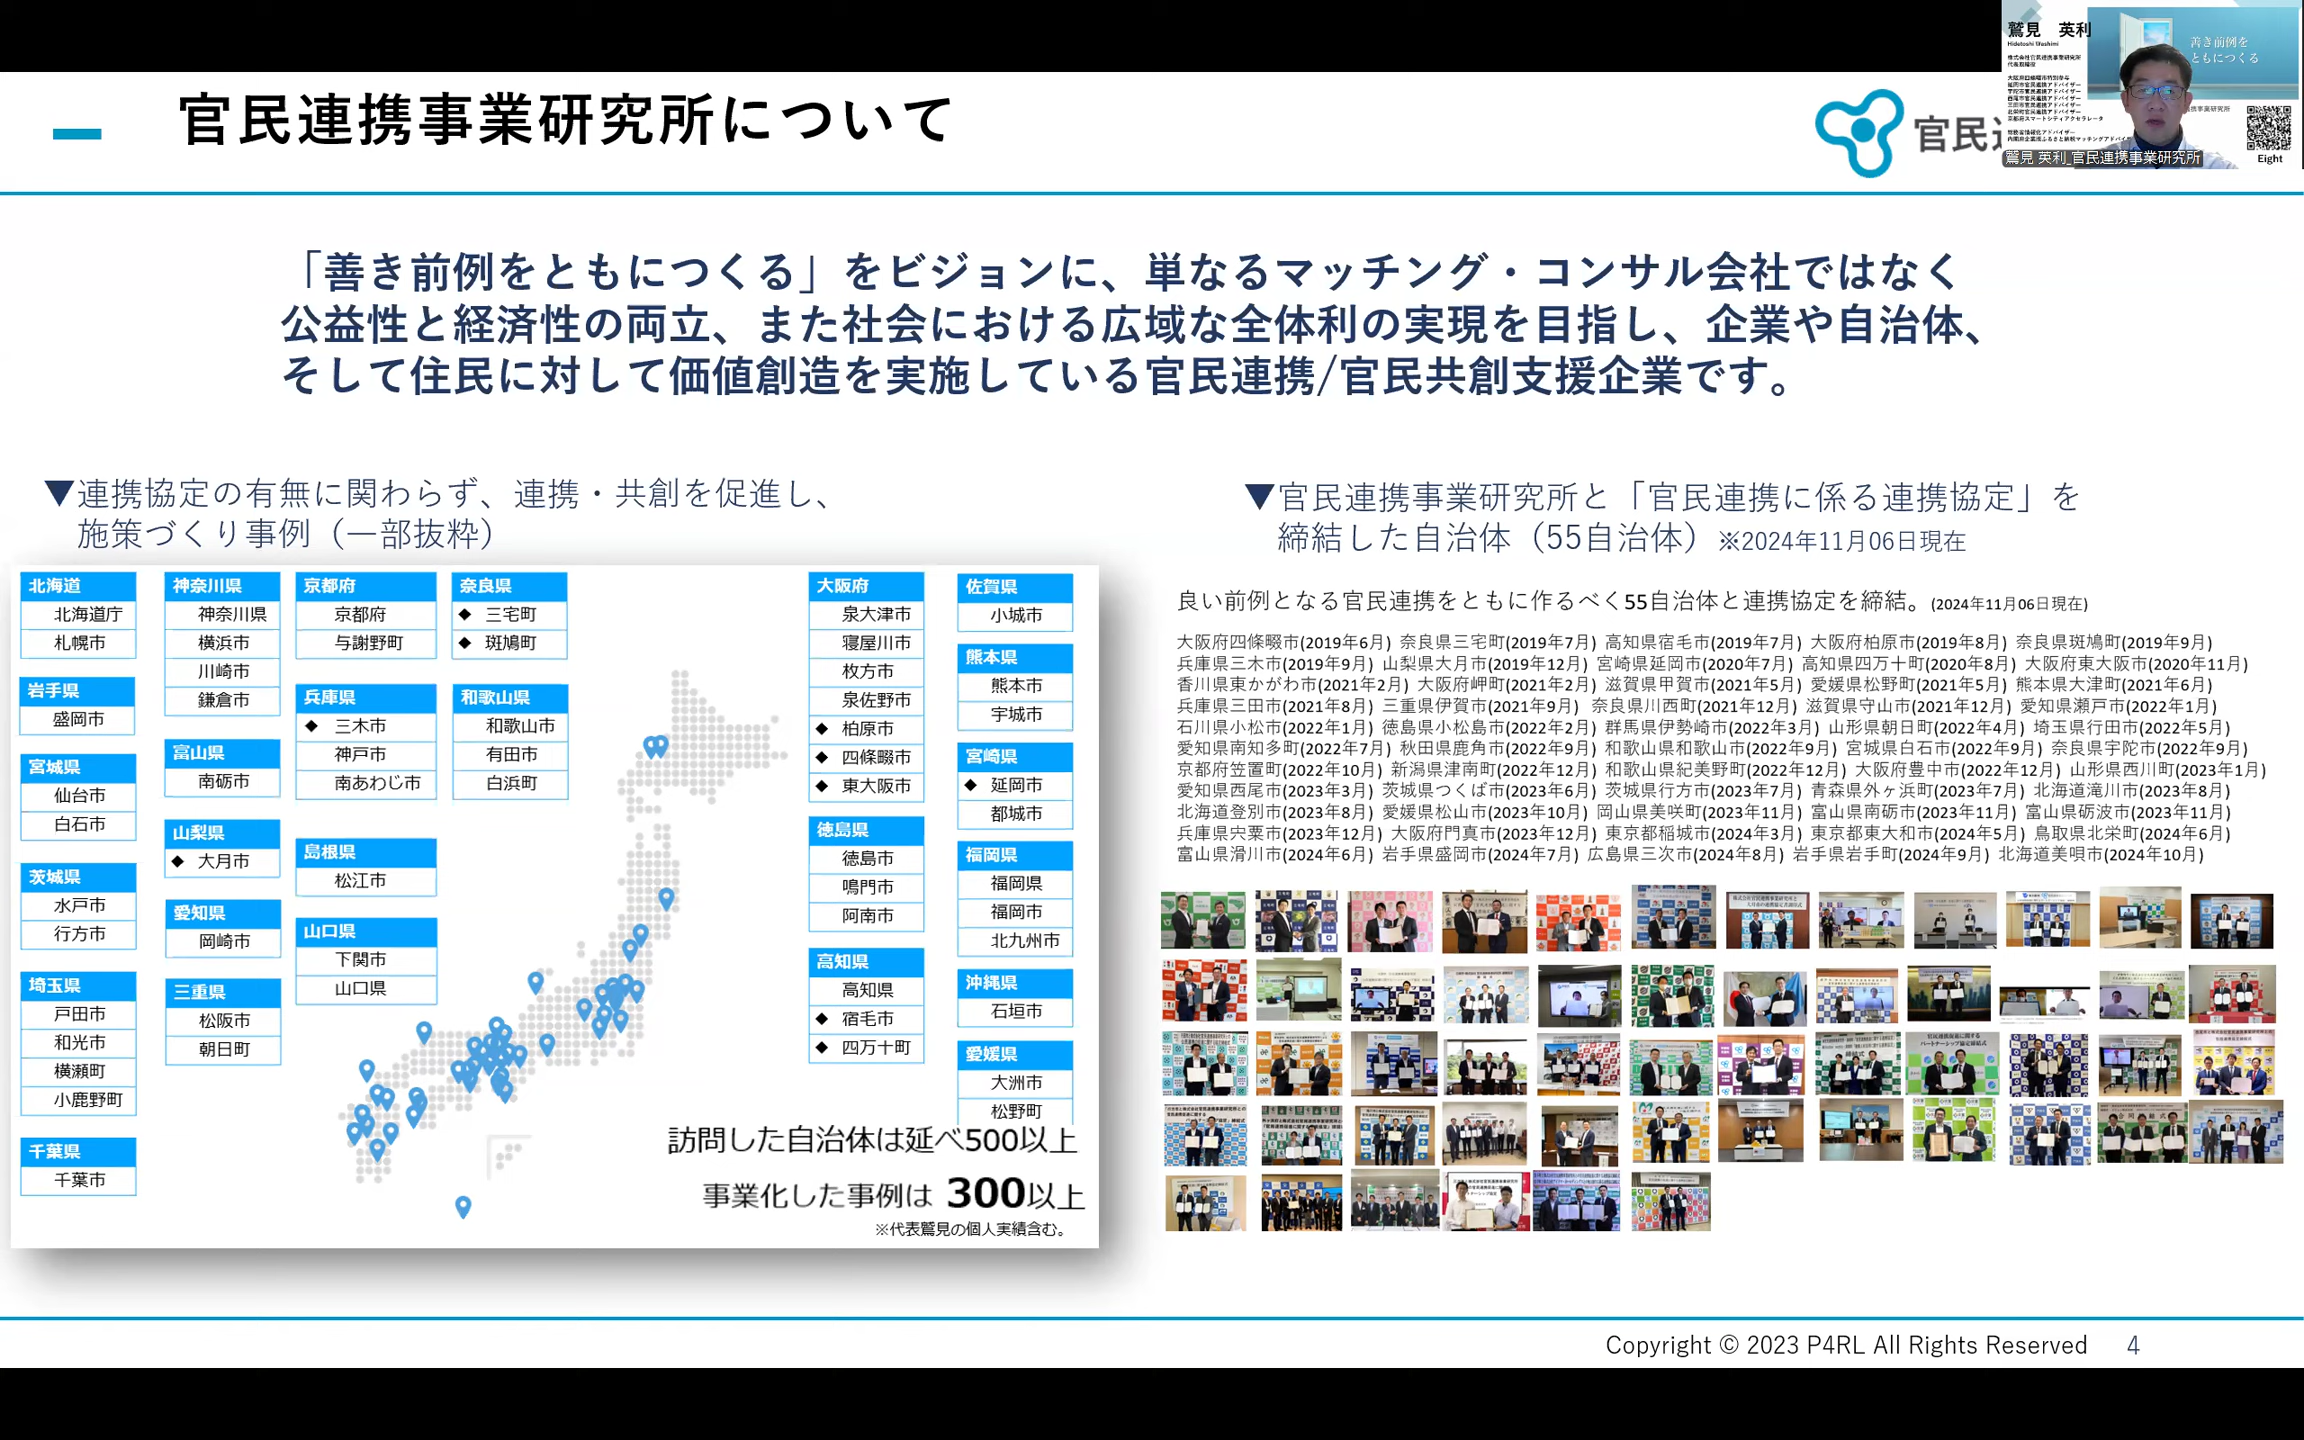 官民連携事業研究所について
官民連
鷲見　英利
Hidetoshi Washimi
株式会社官民連携事業研究所
代表取締役
善き前例を
ともにつくる
鷲見 英利_官民連携事業研究所
Eight
「善き前例をともにつくる」をビジョンに、単なるマッチング・コンサル会社ではなく
公益性と経済性の両立、また社会における広域な全体利の実現を目指し、企業や自治体、
そして住民に対して価値創造を実施している官民連携/官民共創支援企業です。
▼連携協定の有無に関わらず、連携・共創を促進し、
施策づくり事例（一部抜粋）
北海道
北海道庁
札幌市
岩手県
盛岡市
宮城県
仙台市
白石市
茨城県
水戸市
行方市
埼玉県
戸田市
和光市
横瀬町
小鹿野町
千葉県
千葉市
神奈川県
神奈川県
横浜市
川崎市
鎌倉市
富山県
南砺市
山梨県
◆ 大月市
愛知県
岡崎市
三重県
松阪市
朝日町
京都府
京都府
与謝野町
兵庫県
◆ 三木市
神戸市
南あわじ市
島根県
松江市
山口県
下関市
山口県
奈良県
◆ 三宅町
◆ 斑鳩町
和歌山県
和歌山市
有田市
白浜町
大阪府
泉大津市
寝屋川市
枚方市
泉佐野市
◆ 柏原市
◆ 四條畷市
◆ 東大阪市
徳島県
徳島市
鳴門市
阿南市
高知県
高知県
◆ 宿毛市
◆ 四万十町
佐賀県
小城市
熊本県
熊本市
宇城市
宮崎県
◆ 延岡市
都城市
福岡県
福岡県
福岡市
北九州市
沖縄県
石垣市
愛媛県
大洲市
松野町
訪問した自治体は延べ500以上
事業化した事例は 300以上
※代表鷲見の個人実績含む。
▼官民連携事業研究所と「官民連携に係る連携協定」を
締結した自治体（55自治体）※2024年11月06日現在
良い前例となる官民連携をともに作るべく55自治体と連携協定を締結。(2024年11月06日現在)
大阪府四條畷市(2019年6月) 奈良県三宅町(2019年7月) 高知県宿毛市(2019年7月) 大阪府柏原市(2019年8月) 奈良県斑鳩町(2019年9月)
兵庫県三木市(2019年9月) 山梨県大月市(2019年12月) 宮崎県延岡市(2020年7月) 高知県四万十町(2020年8月) 大阪府東大阪市(2020年11月)
香川県東かがわ市(2021年2月) 大阪府岬町(2021年2月) 滋賀県甲賀市(2021年5月) 愛媛県松野町(2021年5月) 熊本県大津町(2021年6月)
兵庫県三田市(2021年8月) 三重県伊賀市(2021年9月) 奈良県川西町(2021年12月) 滋賀県守山市(2021年12月) 愛知県瀬戸市(2022年1月)
石川県小松市(2022年1月) 徳島県小松島市(2022年2月) 群馬県伊勢崎市(2022年3月) 山形県朝日町(2022年4月) 埼玉県行田市(2022年5月)
愛知県南知多町(2022年7月) 秋田県鹿角市(2022年9月) 和歌山県和歌山市(2022年9月) 宮城県白石市(2022年9月) 奈良県宇陀市(2022年9月)
京都府笠置町(2022年10月) 新潟県津南町(2022年12月) 和歌山県紀美野町(2022年12月) 大阪府豊中市(2022年12月) 山形県西川町(2023年1月)
愛知県西尾市(2023年3月) 茨城県つくば市(2023年6月) 茨城県行方市(2023年7月) 青森県外ヶ浜町(2023年7月) 北海道滝川市(2023年8月)
北海道登別市(2023年8月) 愛媛県松山市(2023年10月) 岡山県美咲町(2023年11月) 富山県南砺市(2023年11月) 富山県砺波市(2023年11月)
兵庫県宍粟市(2023年12月) 大阪府門真市(2023年12月) 東京都稲城市(2024年3月) 東京都東大和市(2024年5月) 鳥取県北栄町(2024年6月)
富山県滑川市(2024年6月) 岩手県盛岡市(2024年7月) 広島県三次市(2024年8月) 岩手県岩手町(2024年9月) 北海道美唄市(2024年10月)
Copyright © 2023 P4RL All Rights Reserved
4